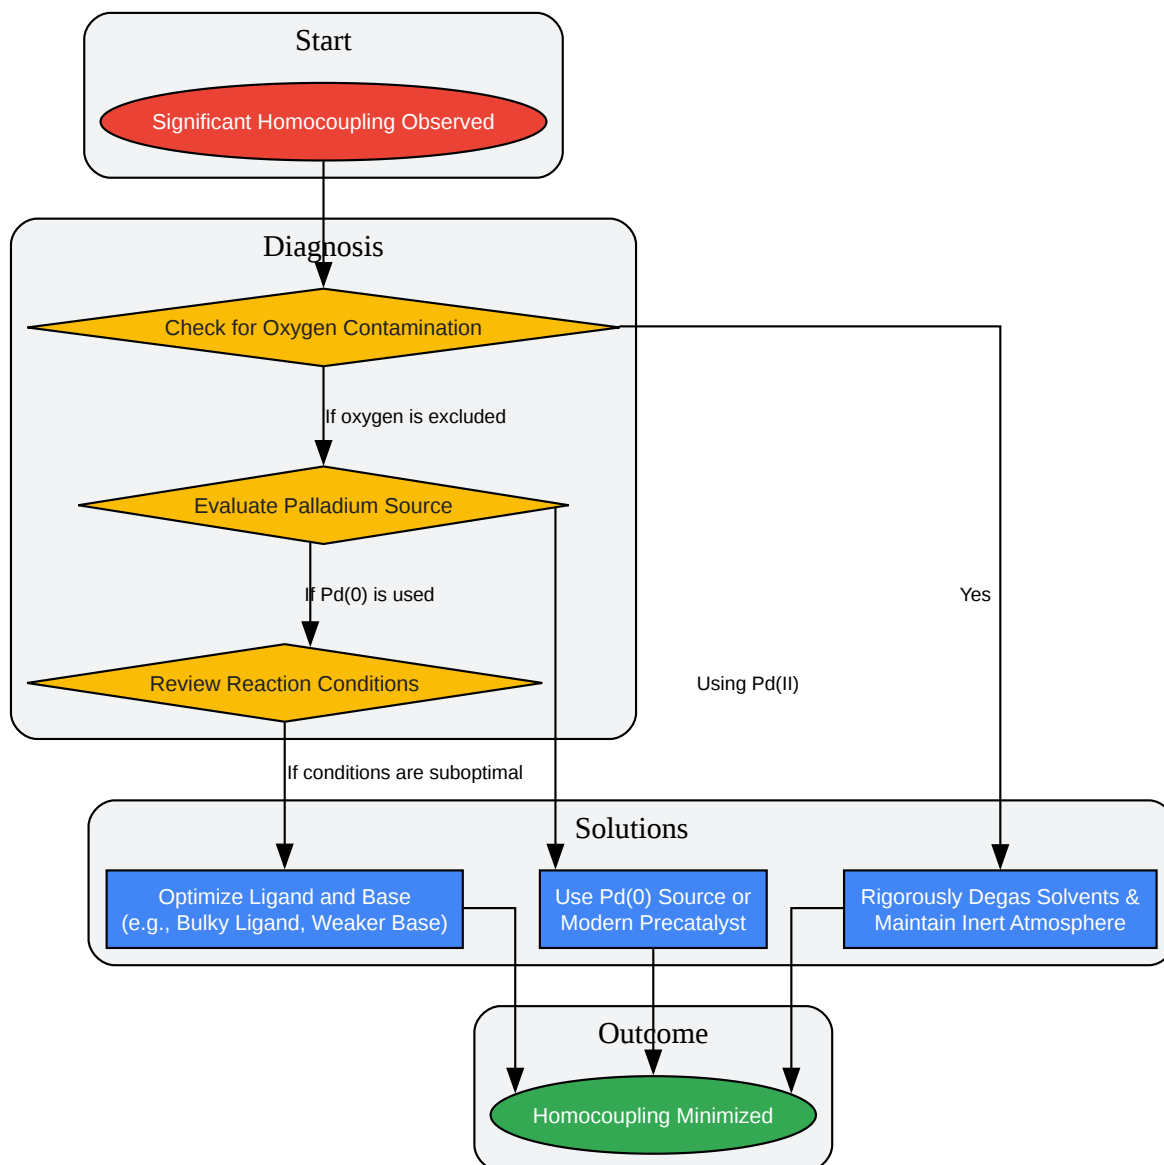 Start
Significant Homocoupling Observed
Diagnosis
Check for Oxygen Contamination
If oxygen is excluded
Evaluate Palladium Source
If Pd(0) is used
Yes
Review Reaction Conditions
Using Pd(II)
If conditions are suboptimal
Solutions
Optimize Ligand and Base
(e.g., Bulky Ligand, Weaker Base)
Use Pd(0) Source or
Modern Precatalyst
Rigorously Degas Solvents &
Maintain Inert Atmosphere
Outcome
Homocoupling Minimized